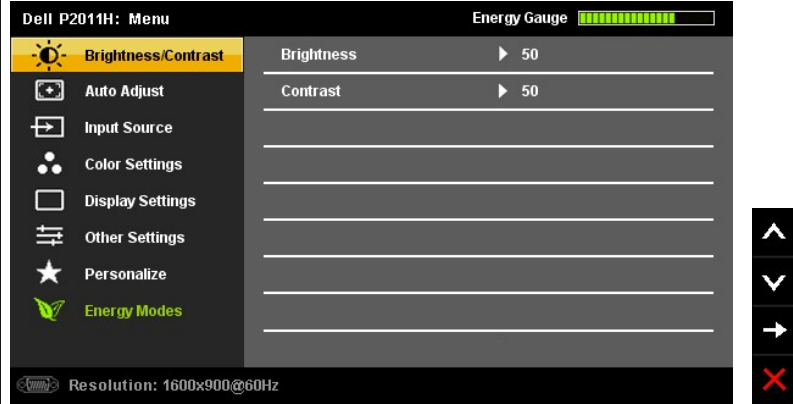 Dell P2011H: Menu Energy Gauge
Brightness/Contrast Brightness 50
Auto Adjust Contrast 50
Input Source
Color Settings
Display Settings
Other Settings
Personalize
Energy Modes
Resolution: 1600x900@60Hz